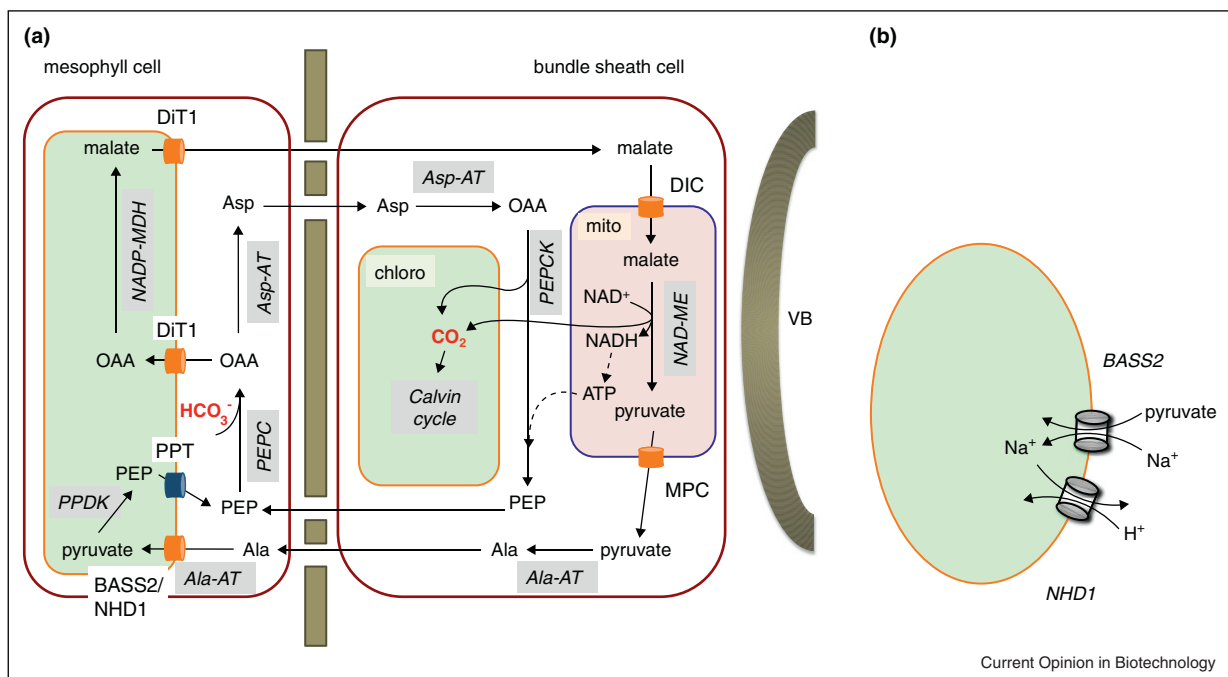 (a)
mesophyll cell
bundle sheath cell
DiT1
malate
malate
Asp-AT
DIC
NADP-MDH
Asp
Asp
OAA
mito
malate
Asp-AT
chloro
PEPCK
NAD+
DiT1
CO2
NADH
NAD-ME
OAA
OAA
HCO3-
Calvin
cycle
ATP
pyruvate
PPT
PEPC
PEP
PPDK
PEP
PEP
MPC
pyruvate
Ala
Ala
pyruvate
BASS2/
NHD1
Ala-AT
Ala-AT
VB
(b)
BASS2
pyruvate
Na+
Na+
H+
NHD1
Current Opinion in Biotechnology